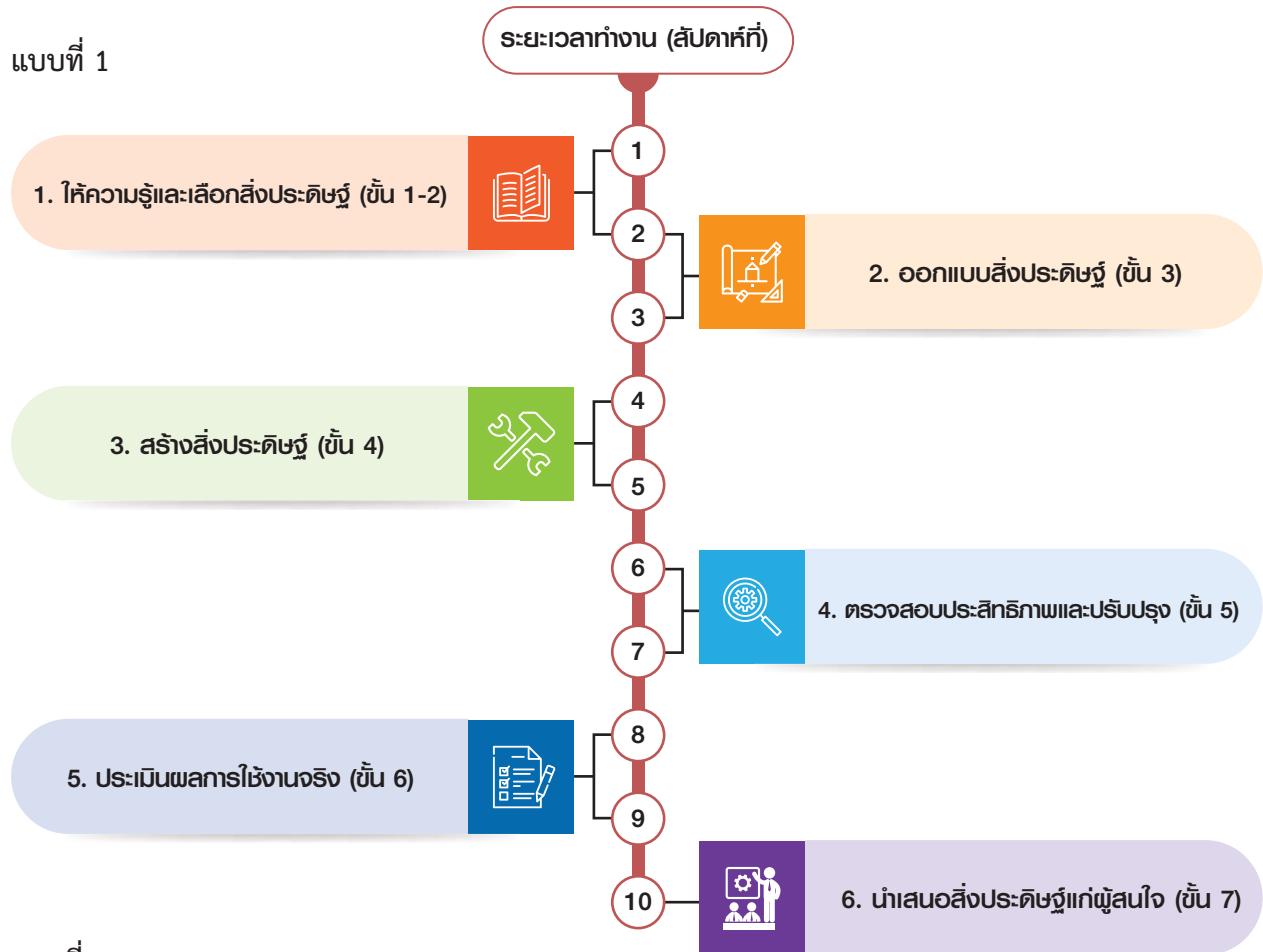 แบบที่ 1
ระยะเวลาทำงาน (สัปดาห์ที่)
1
1. ให้ความรู้และเลือกสิ่งประดิษฐ์ (ขั้น 1-2)
2
2. ออกแบบสิ่งประดิษฐ์ (ขั้น 3)
3
4
3. สร้างสิ่งประดิษฐ์ (ขั้น 4)
5
6
4. ตรวจสอบประสิทธิภาพและปรับปรุง (ขั้น 5)
7
8
5. ประเมินผลการใช้งานจริง (ขั้น 6)
9
10
6. นำเสนอสิ่งประดิษฐ์แก่ผู้สนใจ (ขั้น 7)